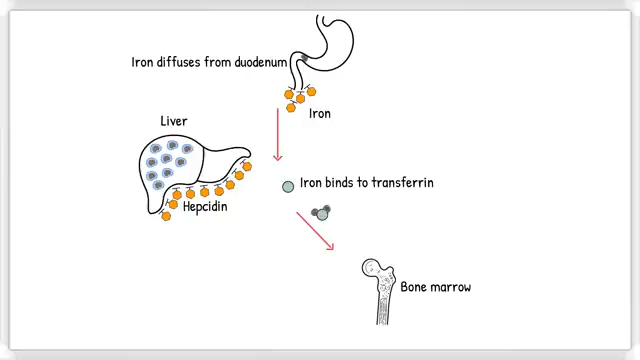 Iron diffuses from duodenum
Iron
Liver
Iron binds to transferrin
Hepcidin
Bone marrow